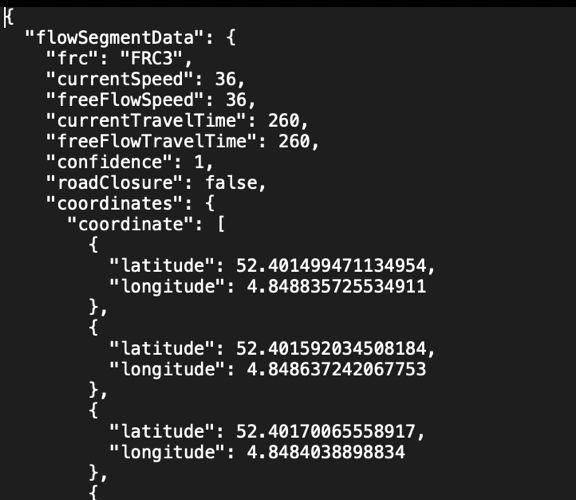 {
  "flowSegmentData": {
    "frc": "FRC3",
    "currentSpeed": 36,
    "freeFlowSpeed": 36,
    "currentTravelTime": 260,
    "freeFlowTravelTime": 260,
    "confidence": 1,
    "roadClosure": false,
    "coordinates": {
      "coordinate": [
        {
          "latitude": 52.401499471134954,
          "longitude": 4.848835725534911
        },
        {
          "latitude": 52.401592034508184,
          "longitude": 4.848637242067753
        },
        {
          "latitude": 52.40170065558917,
          "longitude": 4.8484038898834
        },
        {